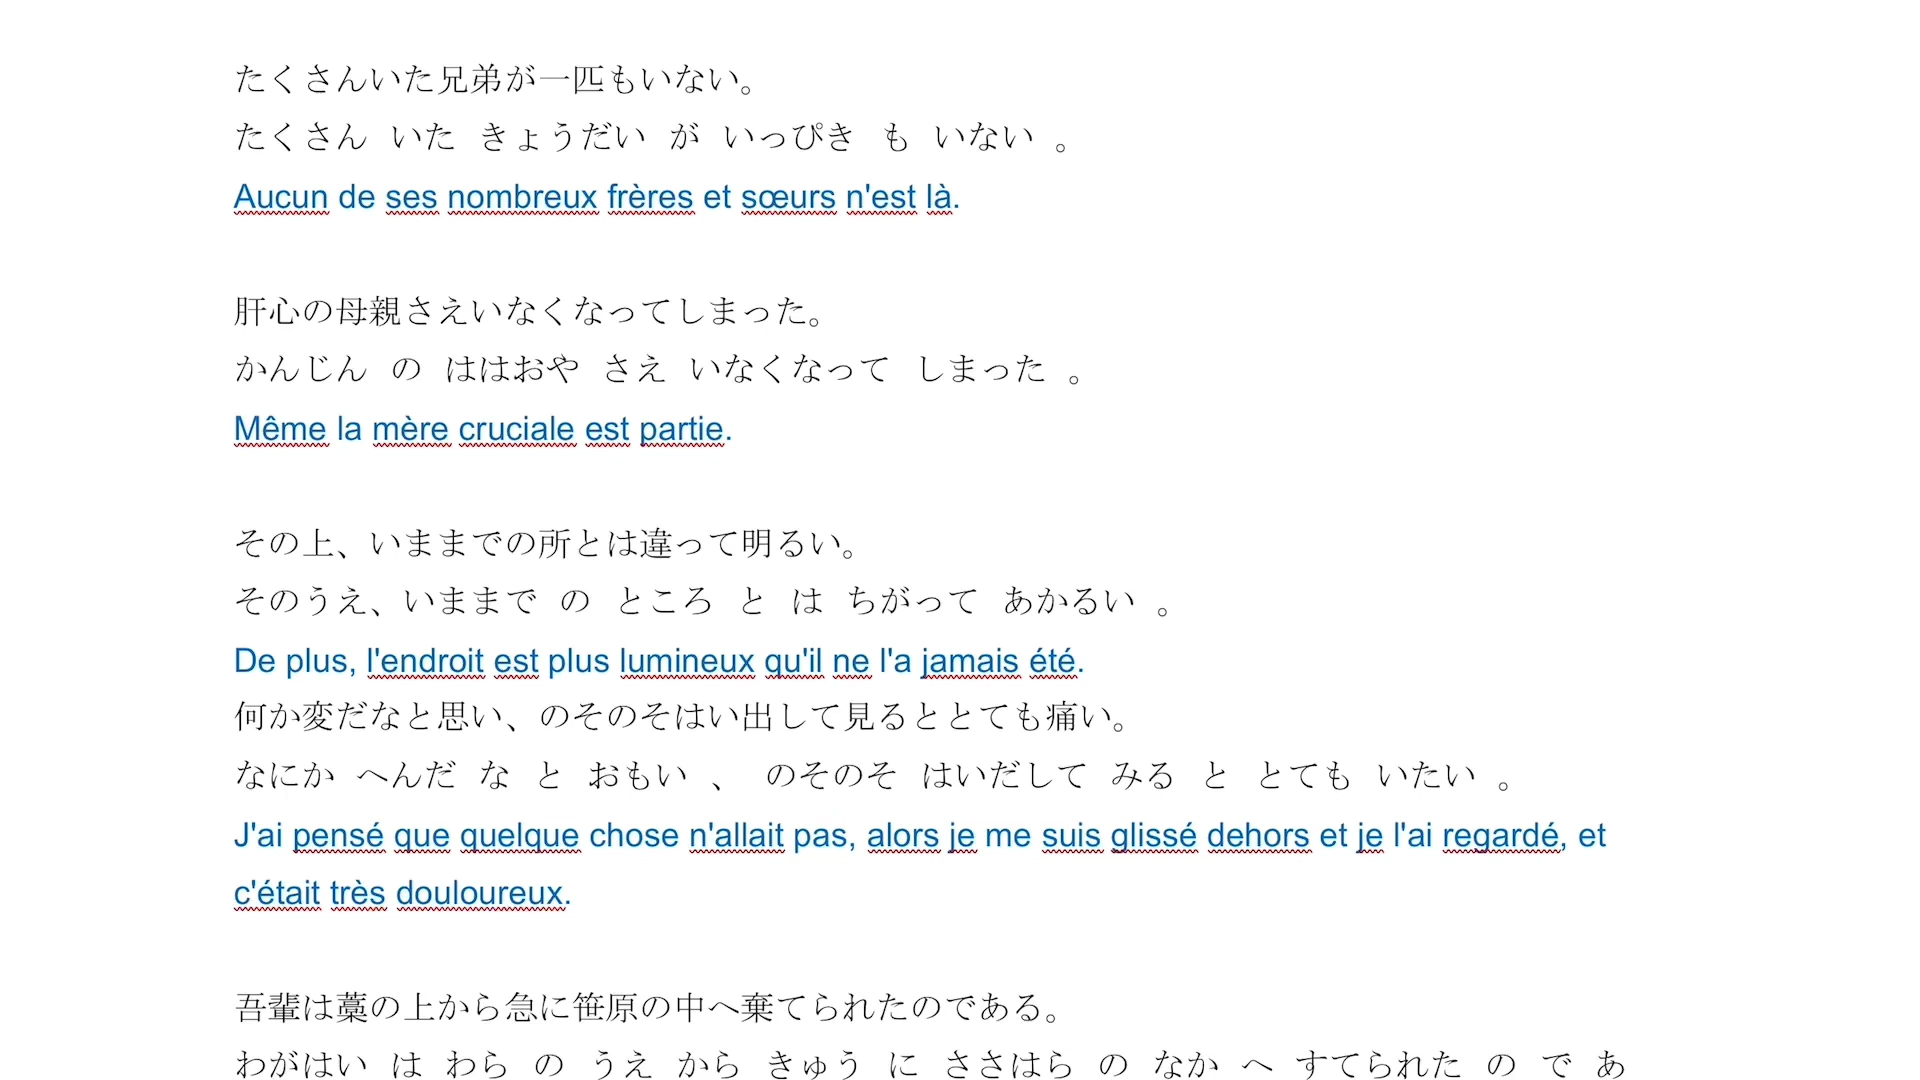 たくさんいた兄弟が一匹もいない。
たくさん いた きょうだい が いっぴき も いない 。
Aucun de ses nombreux frères et sœurs n'est là.
肝心の母親さえいなくなってしまった。
かんじん の ははおや さえ いなくなって しまった 。
Même la mère cruciale est partie.
その上、いままでの所とは違って明るい。
そのうえ、いままで の ところ と は ちがって あかるい 。
De plus, l'endroit est plus lumineux qu'il ne l'a jamais été.
何か変だなと思い、のそのそはい出して見るととても痛い。
なにか へんだ な と おもい 、 のそのそ はいだして みる と とても いたい 。
J'ai pensé que quelque chose n'allait pas, alors je me suis glissé dehors et je l'ai regardé, et
c'était très douloureux.
吾輩は藁の上から急に笹原の中へ棄てられたのである。
わがはい は わら の うえ から きゅう に ささはら の なか へ すてられた の で あ